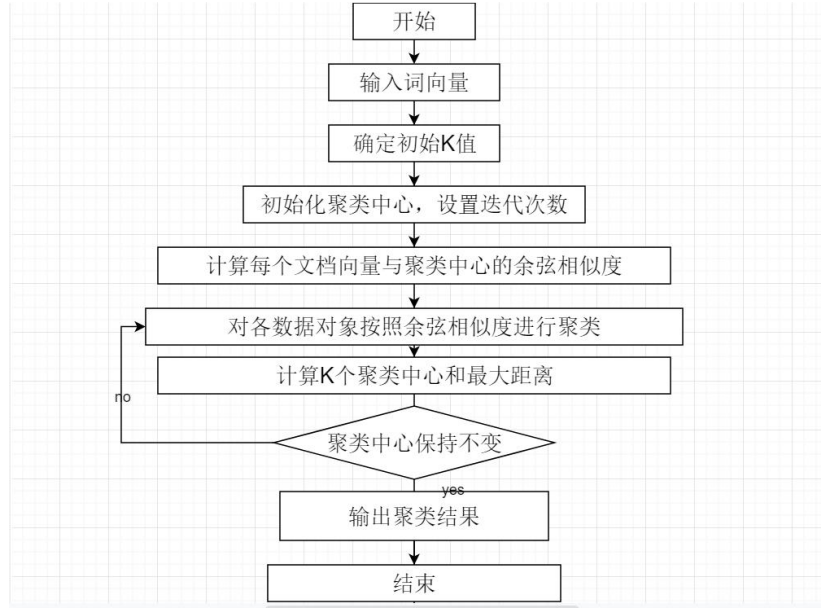 开始
输入词向量
确定初始K值
初始化聚类中心，设置迭代次数
计算每个文档向量与聚类中心的余弦相似度
对各数据对象按照余弦相似度进行聚类
计算K个聚类中心和最大距离
no
聚类中心保持不变
yes
输出聚类结果
结束